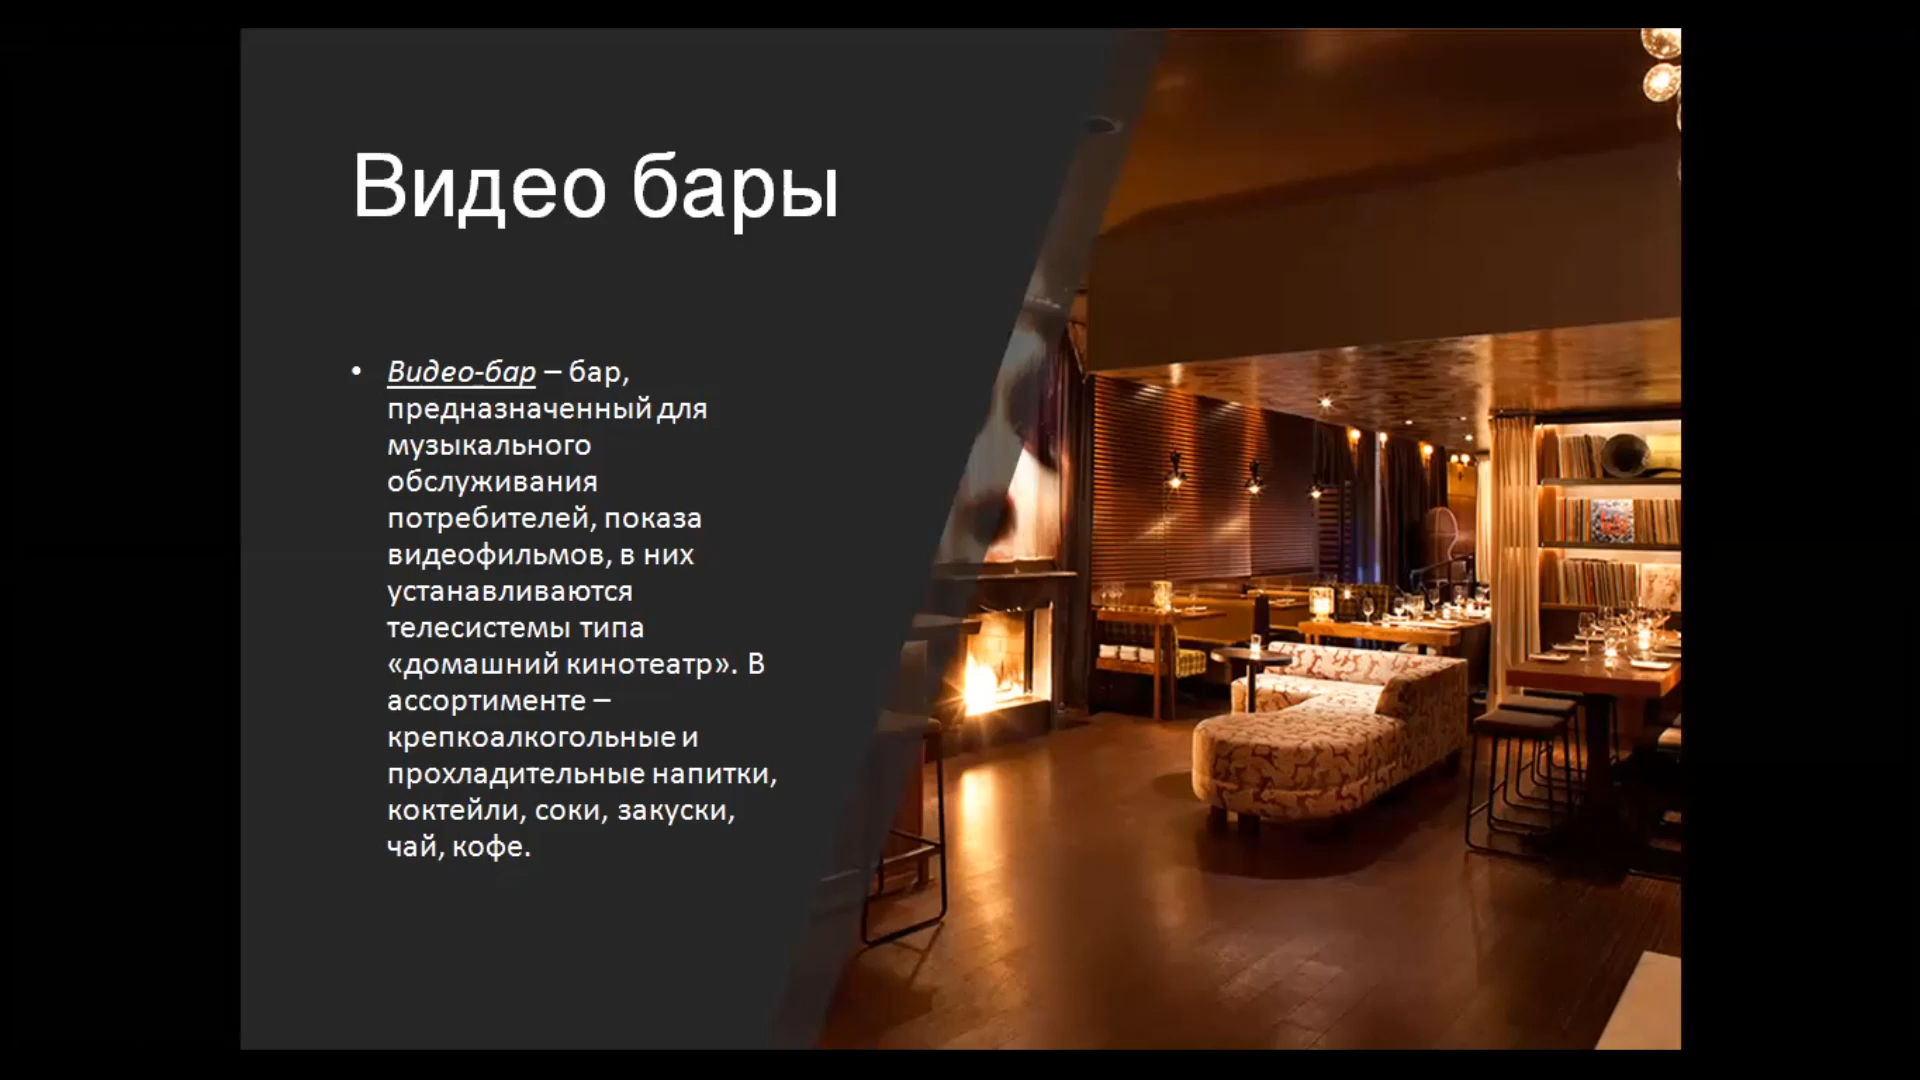 Видео бары
• Видео-бар – бар,
предназначенный для
музыкального
обслуживания
потребителей, показа
видеофильмов, в них
устанавливаются
телесистемы типа
«домашний кинотеатр». В
ассортименте –
крепкоалкогольные и
прохладительные напитки,
коктейли, соки, закуски,
чай, кофе.